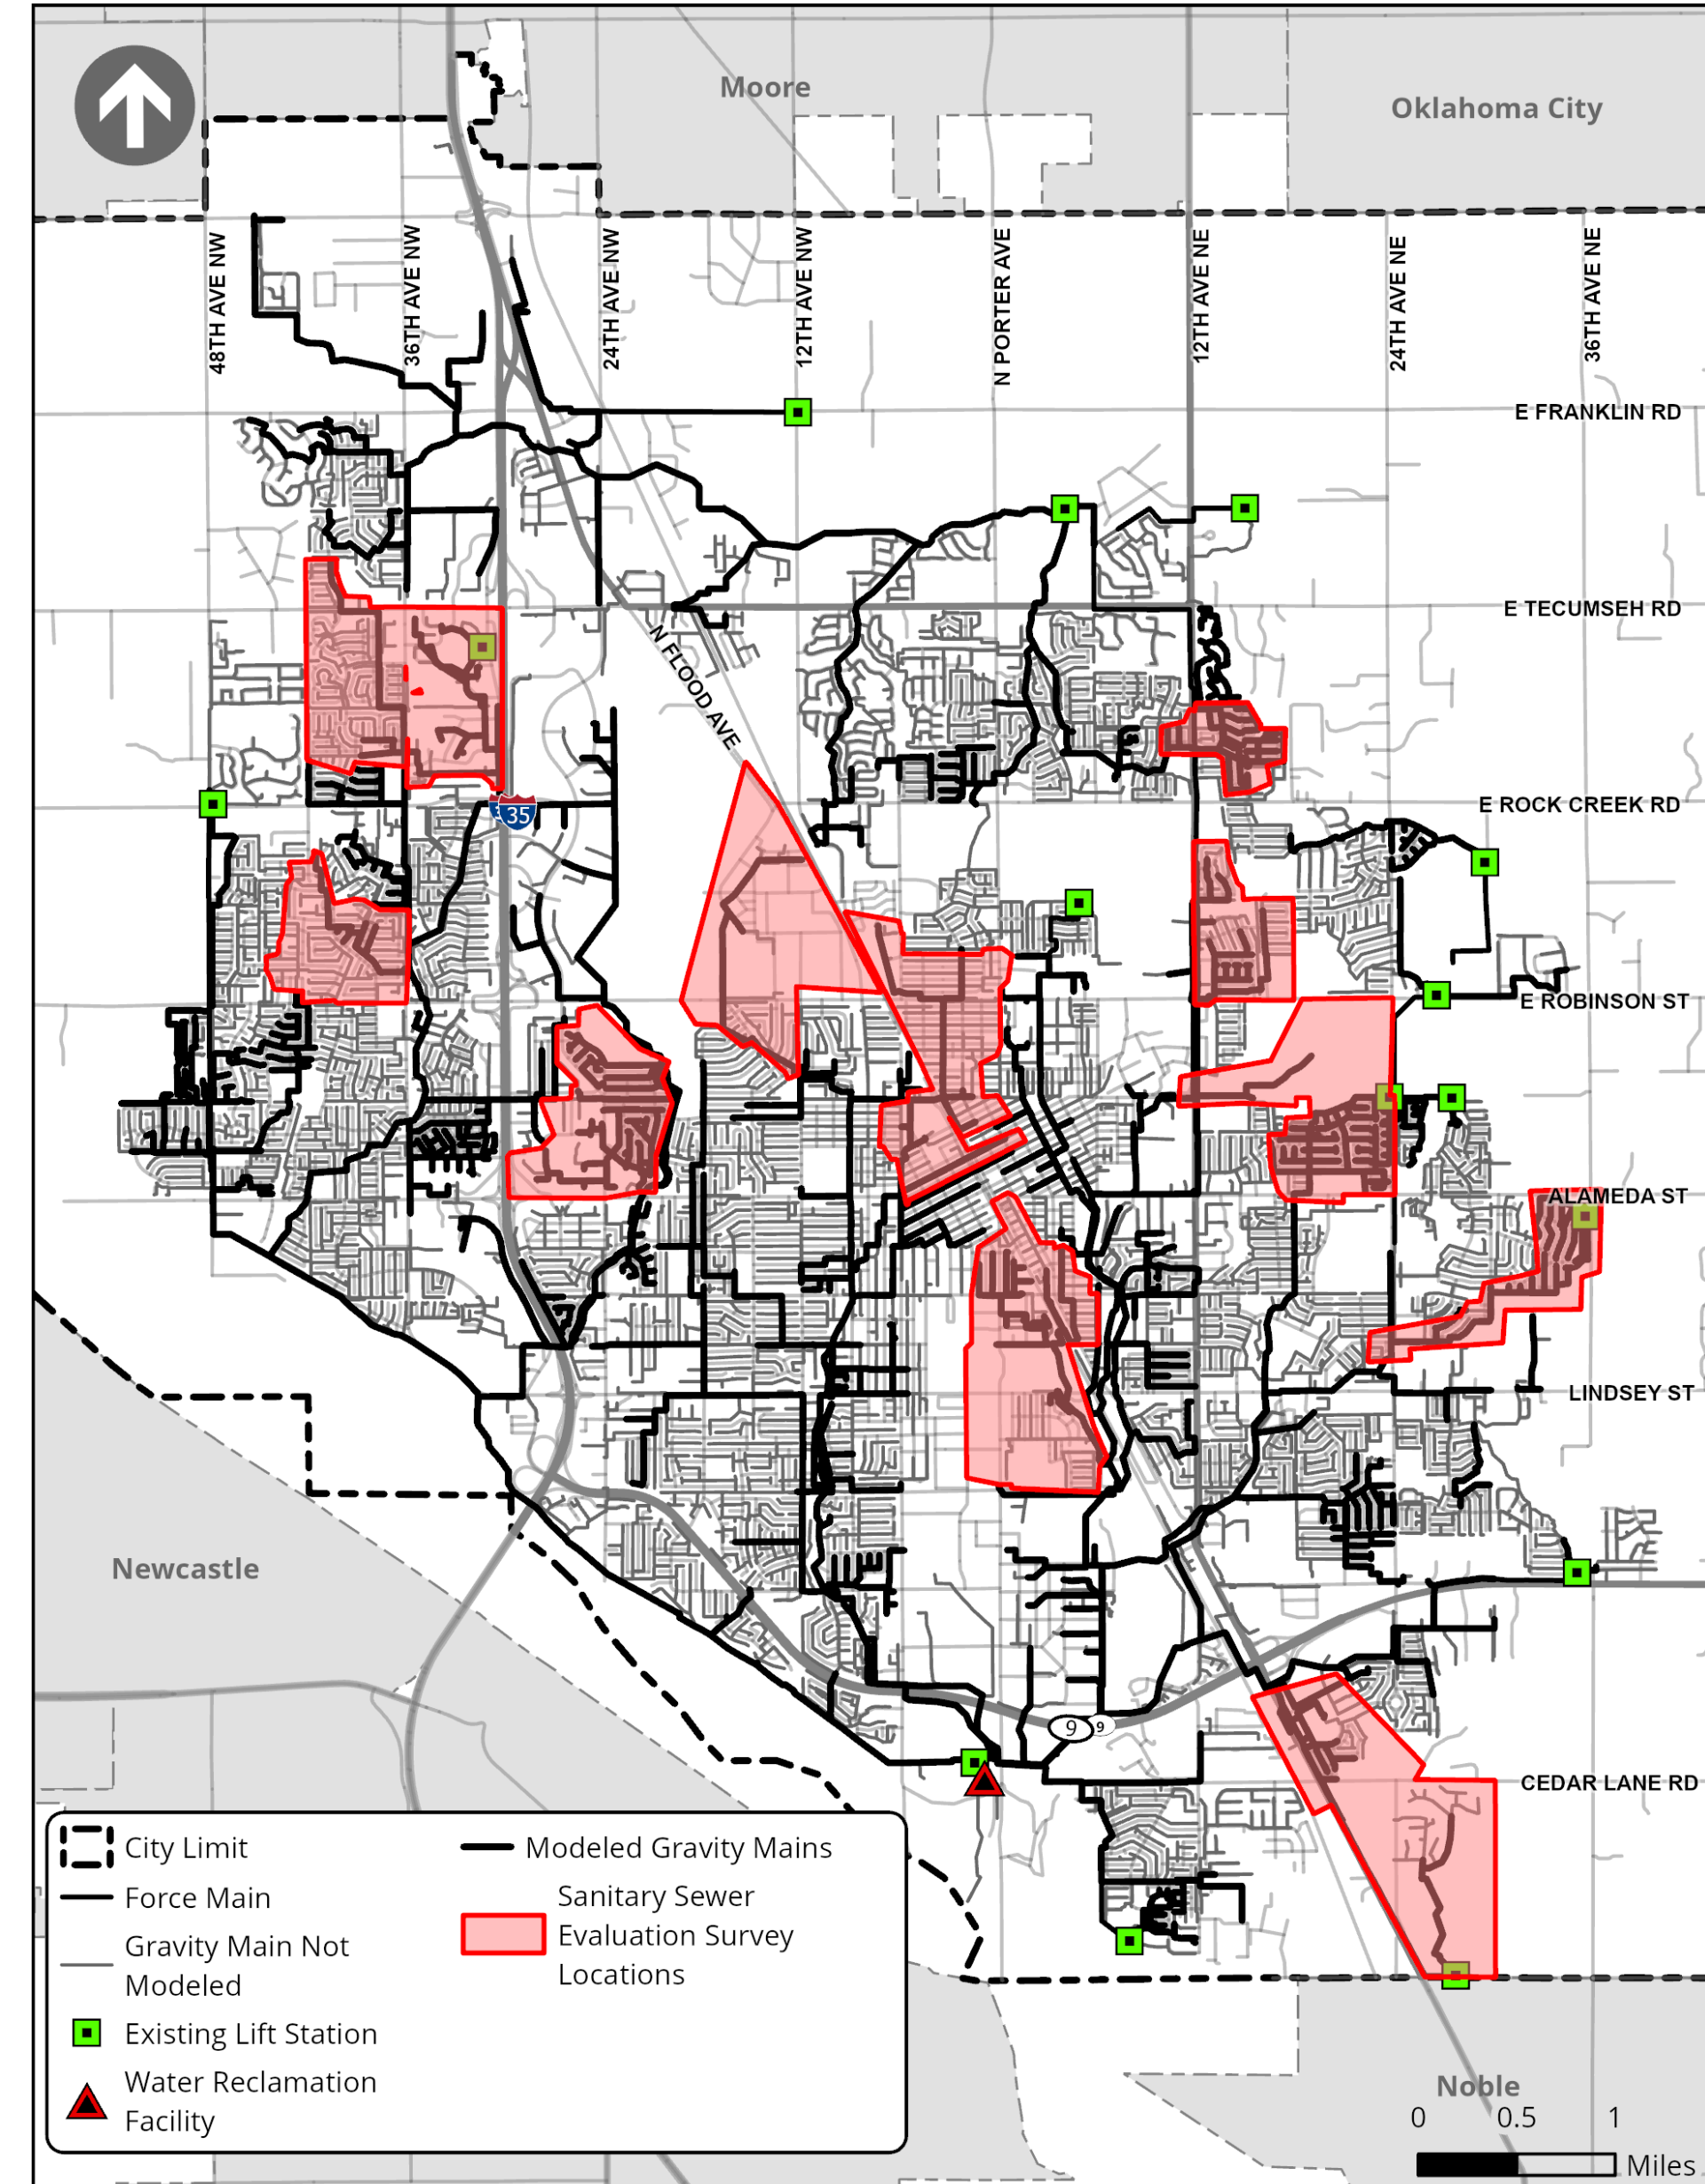 Moore
Oklahoma City
48TH AVE NW
36TH AVE NW
24TH AVE NW
12TH AVE NW
N PORTER AVE
12TH AVE NE
24TH AVE NE
36TH AVE NE
E FRANKLIN RD
E TECUMSEH RD
N FLOOD AVE
E ROCK CREEK RD
35
E ROBINSON ST
ALAMEDA ST
LINDSEY ST
Newcastle
9
9
CEDAR LANE RD
City Limit
Force Main
Gravity Main Not
Modeled
Existing Lift Station
Water Reclamation
Facility
Modeled Gravity Mains
Sanitary Sewer
Evaluation Survey
Locations
Noble
0 0.5 1
Miles